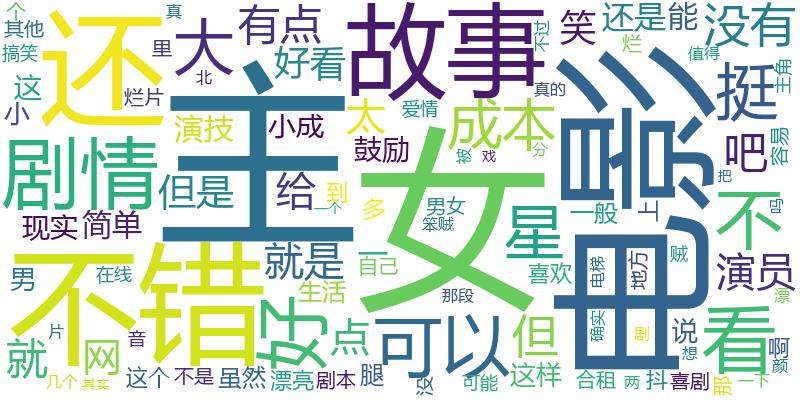 个
真
其他
还
有点
大
故事
笑
还是
能
没有
搞笑
里
不过
烂
值得
好看
这
北
主
烂片
真的
电影
挺
主角
小
演技
小成
太
爱情
成本
剧情
鼓励
被
戏
分
吧
容易
但是
给
到
多
男女
女
一般
上
把
不
现实
简单
一个
笨贼
星
吗
不错
就是
一
自己
喜欢
电梯
地方
贼
演员
男
在线
生活
那段
漂
好
确实
剧
说
看
片
音
点
可以
但
想
啊
就
网
颜
几个
其实
这个
不是
虽然
漂亮
剧本
腿
没
可能
这样
合租
两
抖
喜剧
那
一下